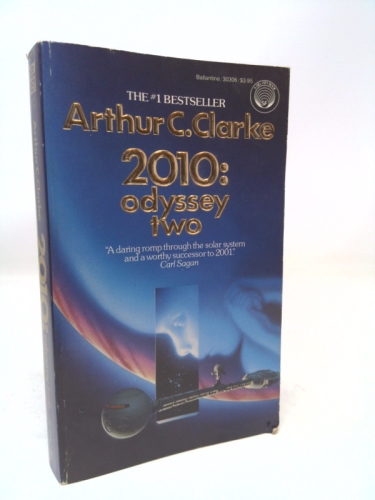 Ballantine 30306 $3.95
THE #1 BESTSELLER
Arthur C. Clarke
2010:
odyssey
two
"A daring romp through the solar system
and a worthy successor to 2001."
Carl Sagan
2010